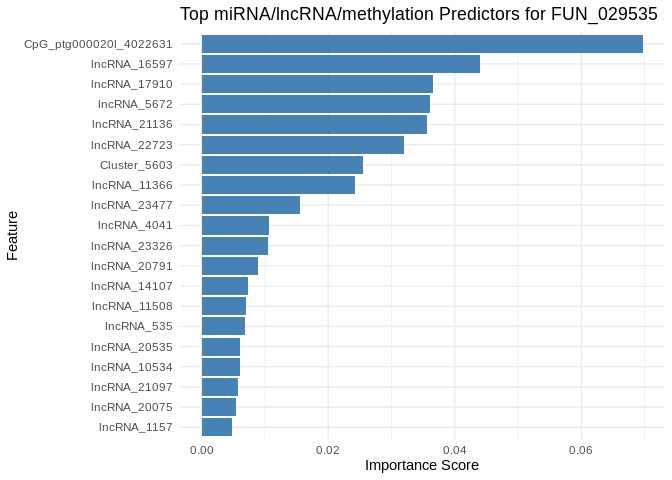 Top miRNA/lncRNA/methylation Predictors for FUN_029535
Feature
CpG_ptg000020l_4022631
lncRNA_16597
lncRNA_17910
lncRNA_5672
lncRNA_21136
lncRNA_22723
Cluster_5603
lncRNA_11366
lncRNA_23477
lncRNA_4041
lncRNA_23326
lncRNA_20791
lncRNA_14107
lncRNA_11508
lncRNA_535
lncRNA_20535
lncRNA_10534
lncRNA_21097
lncRNA_20075
lncRNA_1157
0.00 0.02 0.04 0.06
Importance Score